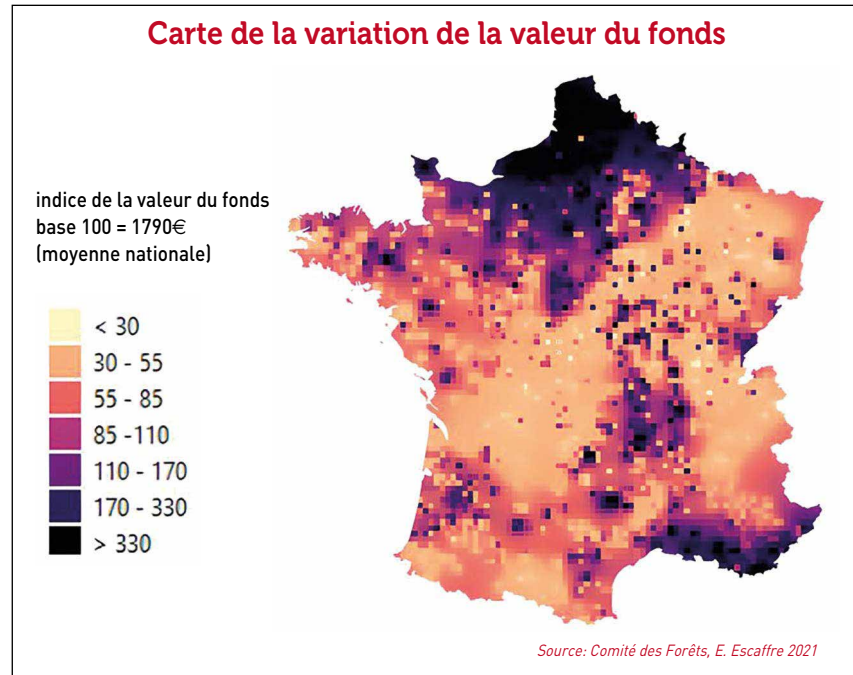 Carte de la variation de la valeur du fonds
indice de la valeur du fonds
base 100 = 1790€
(moyenne nationale)
< 30
30 - 55
55 - 85
85 -110
110 - 170
170 - 330
> 330
Source: Comité des Forêts, E. Escaffre 2021